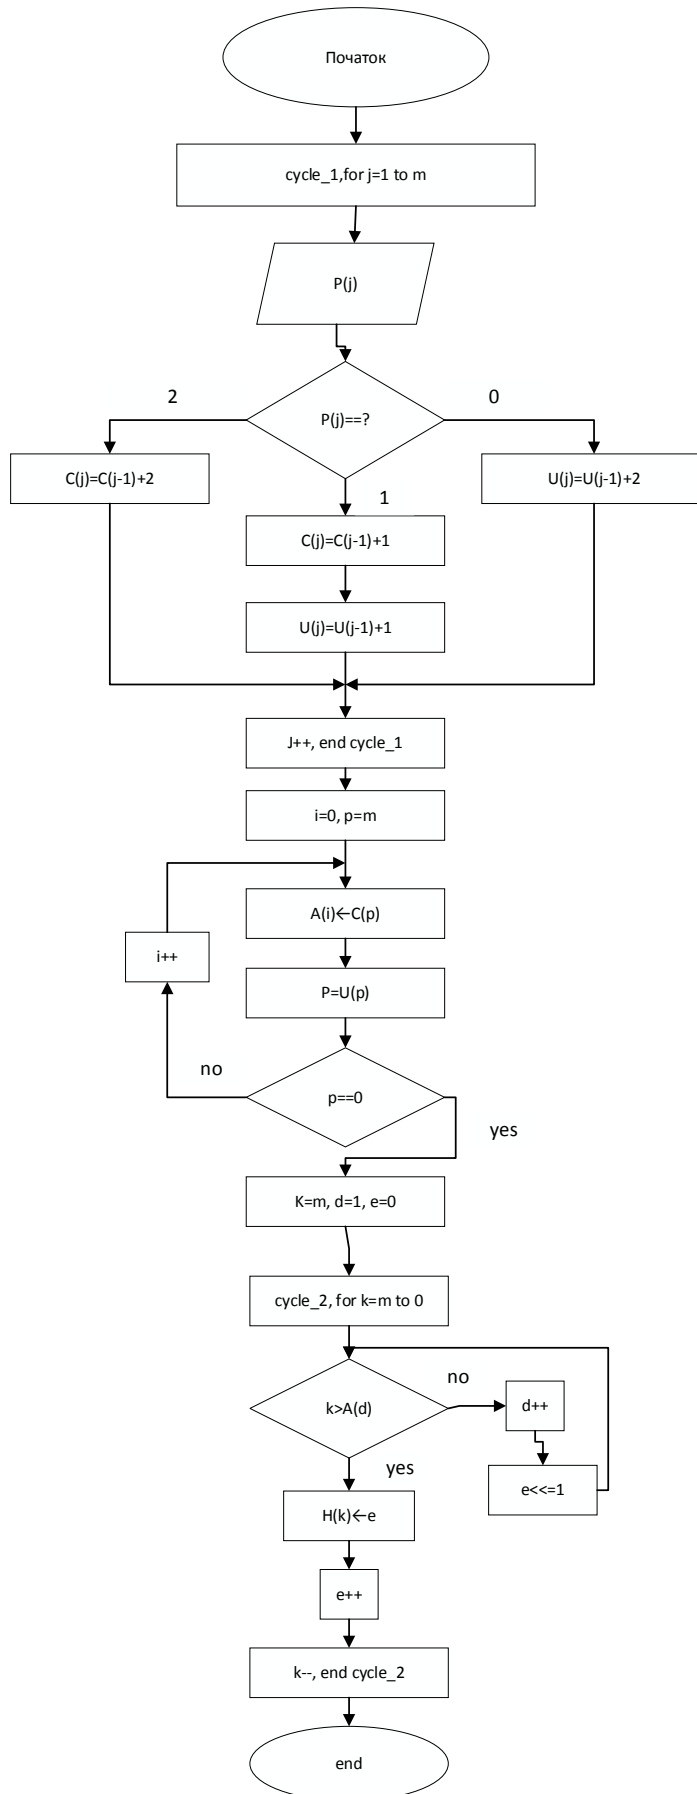 Початок
cycle_1,for j=1 to m
P(j)
P(j)==?
2
0
C(j)=C(j-1)+2
U(j)=U(j-1)+2
1
C(j)=C(j-1)+1
U(j)=U(j-1)+1
J++, end cycle_1
i=0, p=m
A(i)←C(p)
i++
P=U(p)
no
p==0
yes
K=m, d=1, e=0
cycle_2, for k=m to 0
no
k>A(d)
d++
yes
e<<=1
H(k)←e
e++
k--, end cycle_2
end